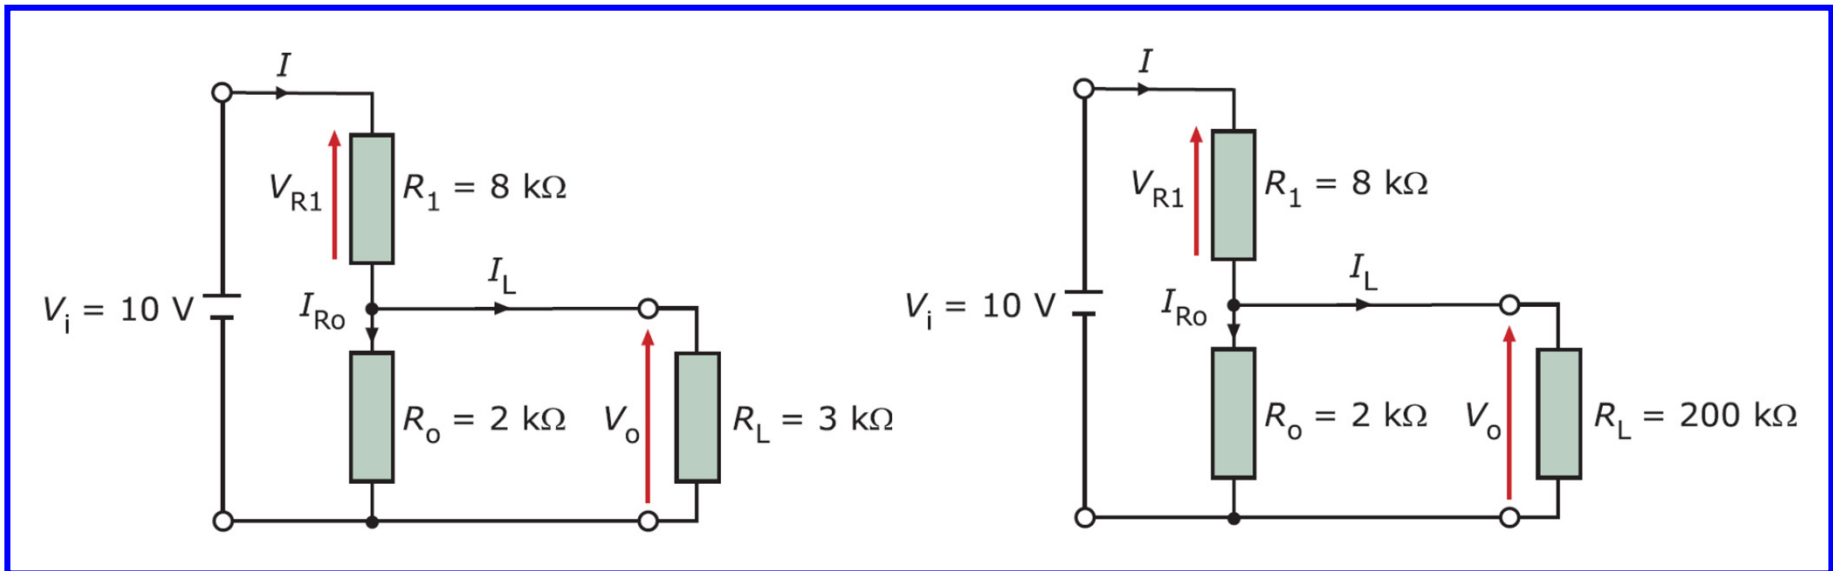 I
V_R1
R_1 = 8 kΩ
I_L
V_i = 10 V
I_Ro
R_o = 2 kΩ
V_o
R_L = 3 kΩ
I
V_R1
R_1 = 8 kΩ
I_L
V_i = 10 V
I_Ro
R_o = 2 kΩ
V_o
R_L = 200 kΩ